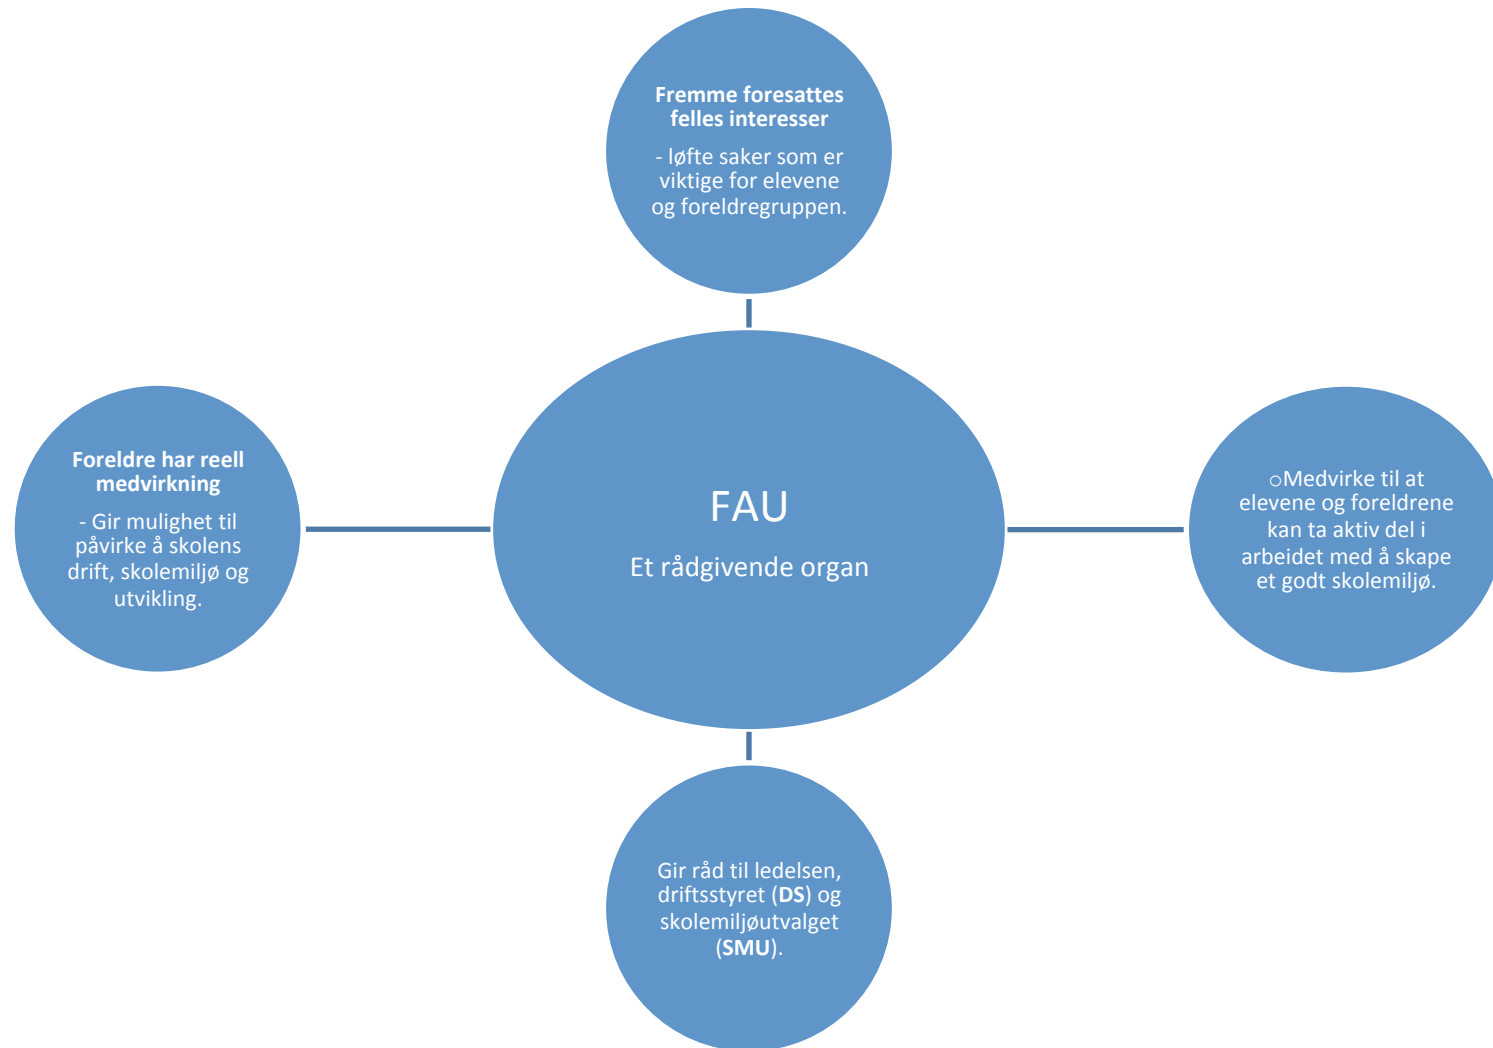 Fremme foresattes
felles interesser
- løfte saker som er
viktige for elevene
og foreldregruppen.
Foreldre har reell
medvirkning
- Gir mulighet til
påvirke å skolens
drift, skolemiljø og
utvikling.
FAU
Et rådgivende organ
oMedvirke til at
elevene og foreldrene
kan ta aktiv del i
arbeidet med å skape
et godt skolemiljø.
Gir råd til ledelsen,
driftsstyret (DS) og
skolemiljøutvalget
(SMU).